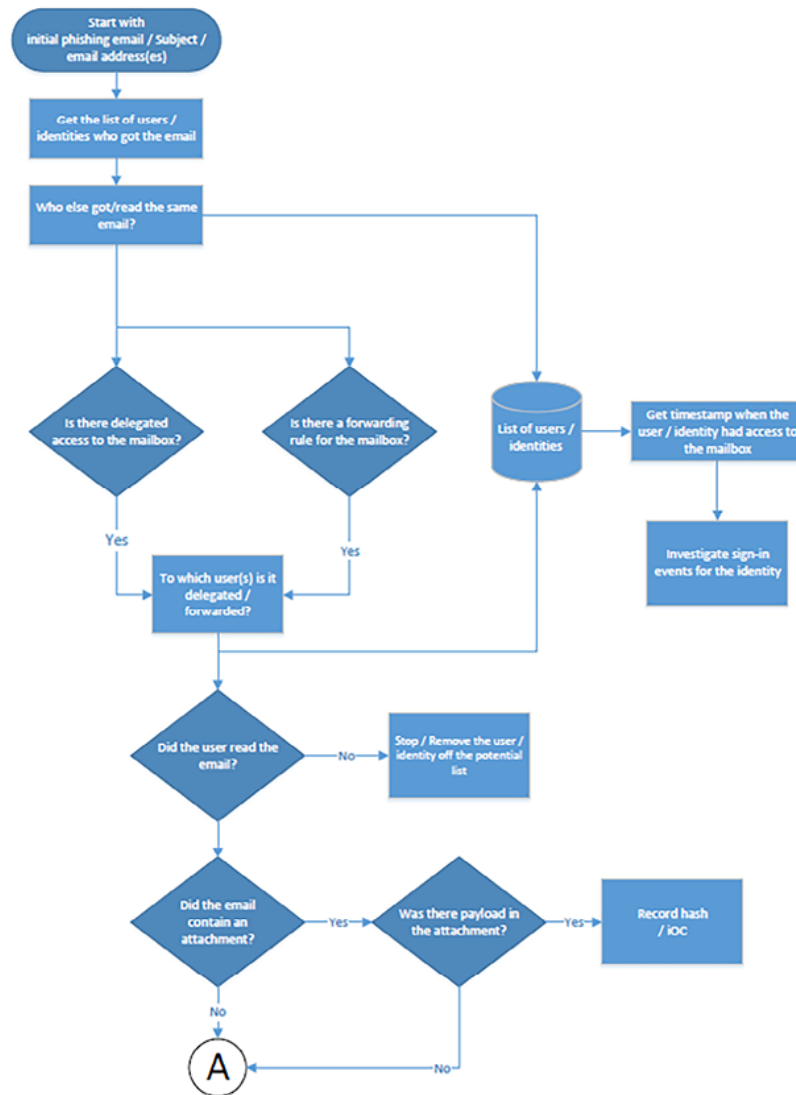 Start with
initial phishing email / Subject /
email address(es)
Get the list of users /
identities who got the email
Who else got/read the same
email?
Is there delegated
access to the mailbox?
Is there a forwarding
rule for the mailbox?
List of users /
identities
Get timestamp when the
user / identity had access to
the mailbox
Yes
Yes
Investigate sign-in
events for the identity
To which user(s) is it
delegated /
forwarded?
Did the user read the
email?
No
Stop / Remove the user /
identity off the potential
list
Did the email
contain an
attachment?
Yes
Was there payload in
the attachment?
Yes
Record hash
/ iOC
No
A
No